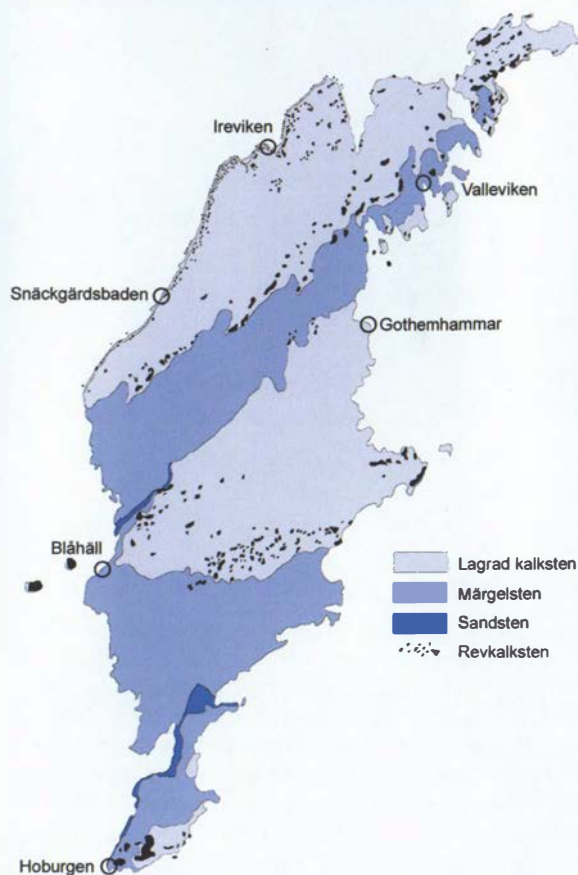 Ireviken
Valleviken
Snäckgärdsbaden
Gothemhammar
Blåhäll
Lagrad kalksten
Märgelsten
Sandsten
Revkalksten
Hoburgen